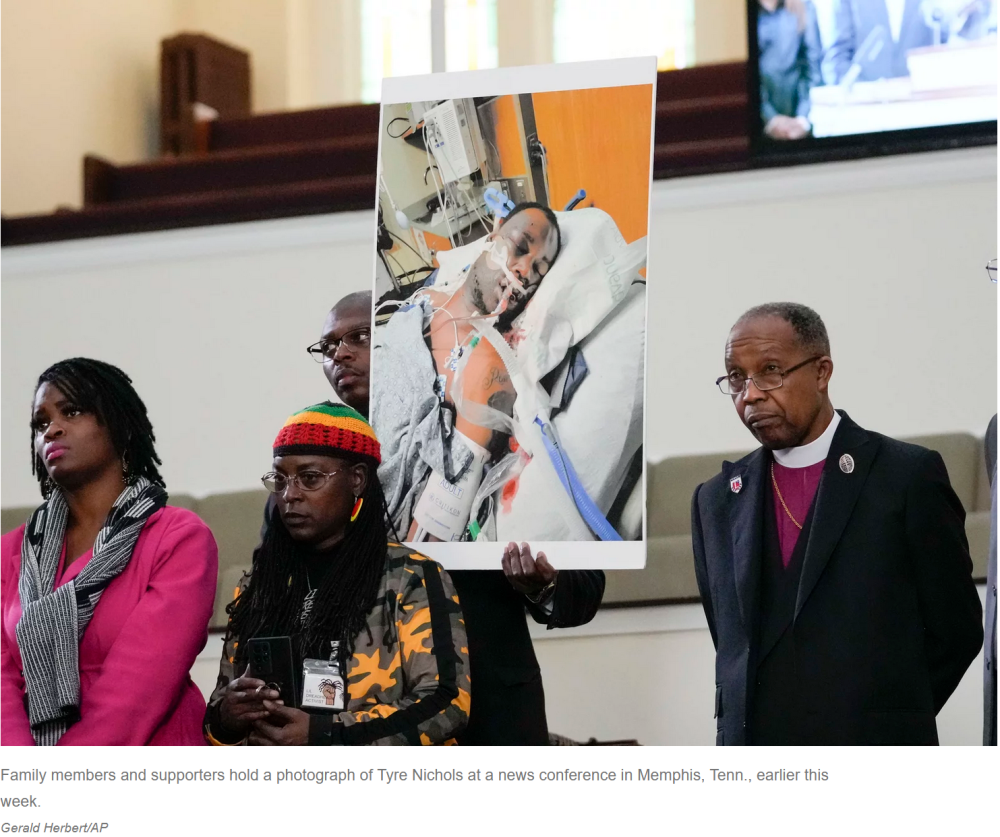 Family members and supporters hold a photograph of Tyre Nichols at a news conference in Memphis, Tenn., earlier this
week.
Gerald Herbert/AP